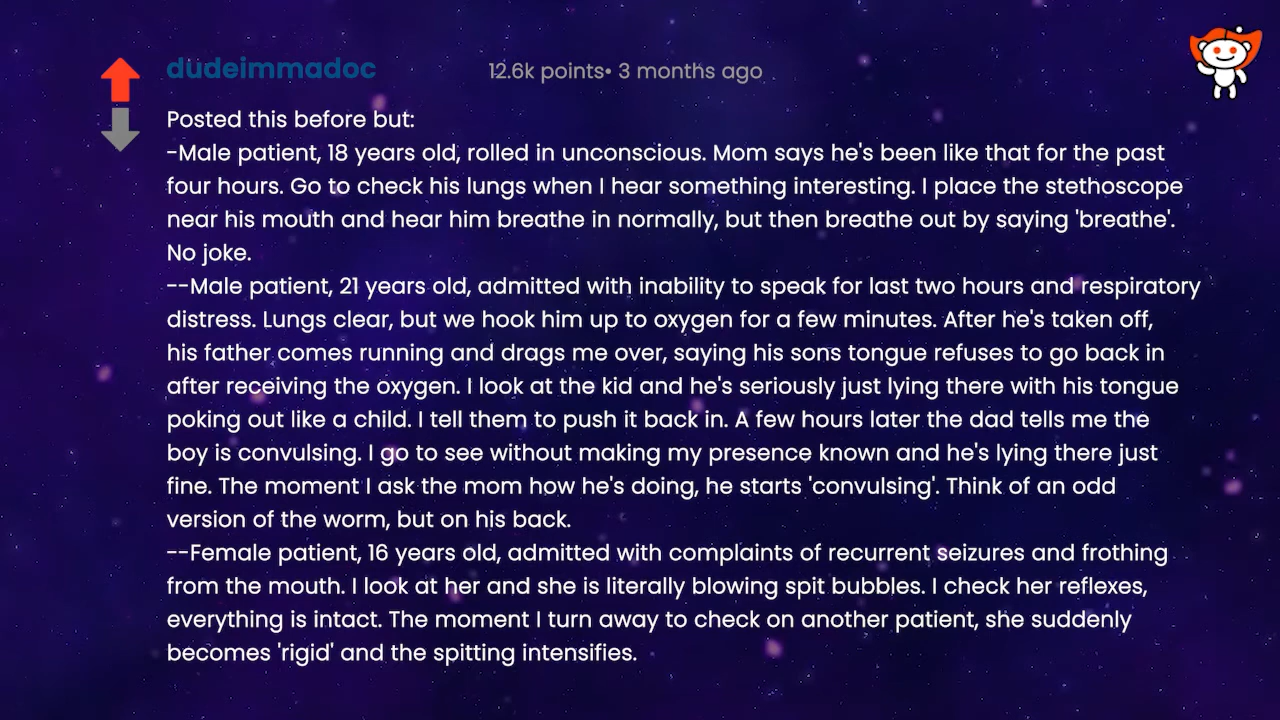 dudeimmadoc 12.6k points• 3 months ago
Posted this before but:
-Male patient, 18 years old, rolled in unconscious. Mom says he's been like that for the past
four hours. Go to check his lungs when I hear something interesting. I place the stethoscope
near his mouth and hear him breathe in normally, but then breathe out by saying 'breathe'.
No joke.
--Male patient, 21 years old, admitted with inability to speak for last two hours and respiratory
distress. Lungs clear, but we hook him up to oxygen for a few minutes. After he's taken off,
his father comes running and drags me over, saying his sons tongue refuses to go back in
after receiving the oxygen. I look at the kid and he's seriously just lying there with his tongue
poking out like a child. I tell them to push it back in. A few hours later the dad tells me the
boy is convulsing. I go to see without making my presence known and he's lying there just
fine. The moment I ask the mom how he's doing, he starts 'convulsing'. Think of an odd
version of the worm, but on his back.
--Female patient, 16 years old, admitted with complaints of recurrent seizures and frothing
from the mouth. I look at her and she is literally blowing spit bubbles. I check her reflexes,
everything is intact. The moment I turn away to check on another patient, she suddenly
becomes 'rigid' and the spitting intensifies.